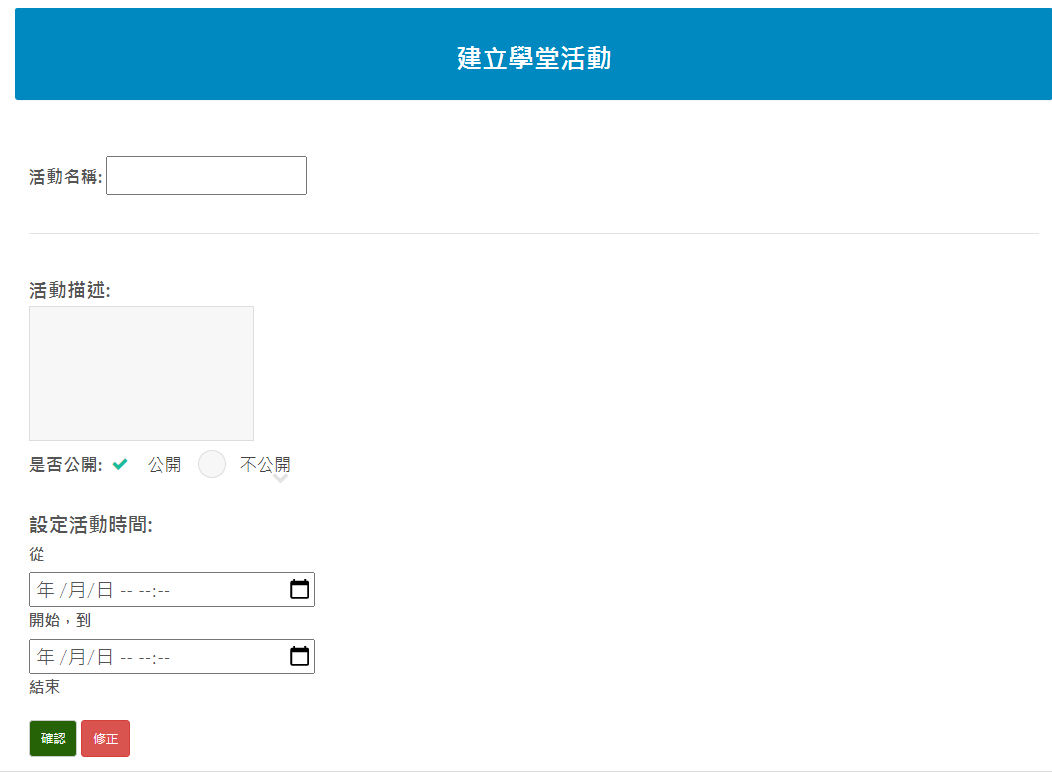 建立學堂活動
活動名稱:
活動描述:
是否公開: 公開 不公開
設定活動時間:
從
年 /月/日 -- --:--
開始，到
年 /月/日 -- --:--
結束
確認 修正